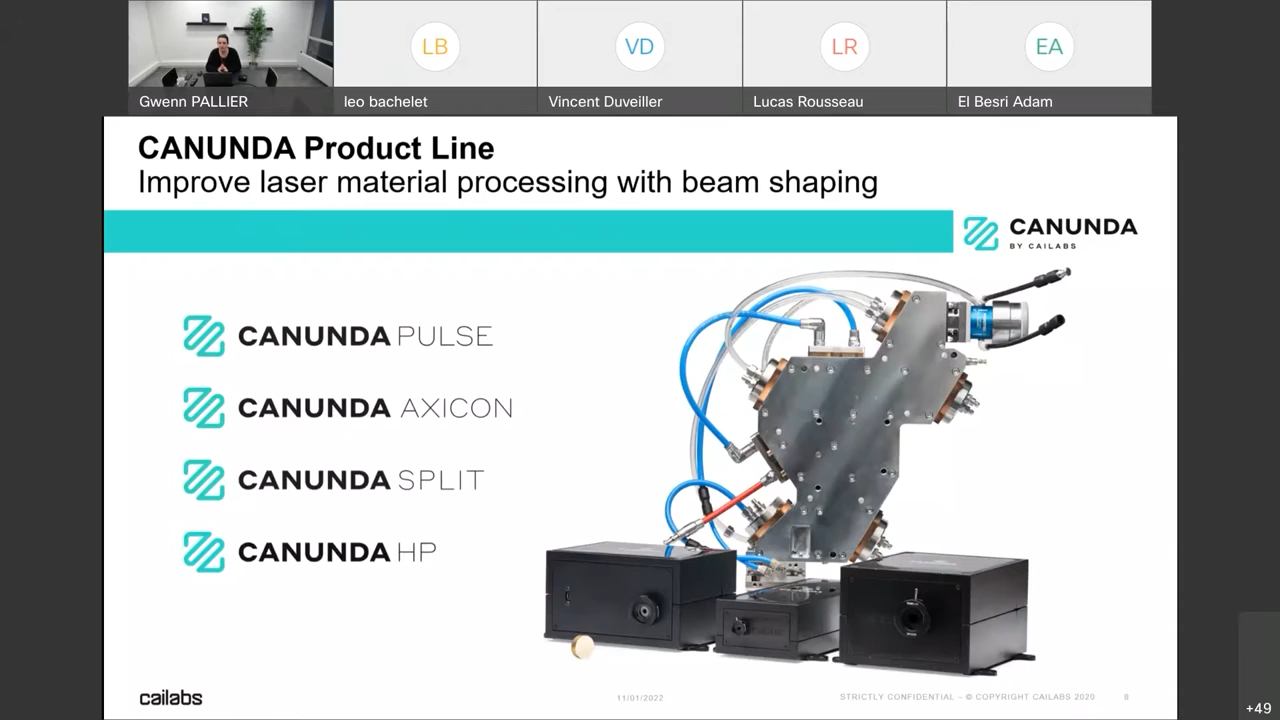 LB
VD
LR
EA
Gwenn PALLIER
leo bachelet
Vincent Duveiller
Lucas Rousseau
El Besri Adam
CANUNDA Product Line
Improve laser material processing with beam shaping
CANUNDA
BY CAILABS
CANUNDA PULSE
CANUNDA AXICON
CANUNDA SPLIT
CANUNDA HP
cailabs
11/01/2022
STRICTLY CONFIDENTIAL – © COPYRIGHT CAILABS 2020
8
+49